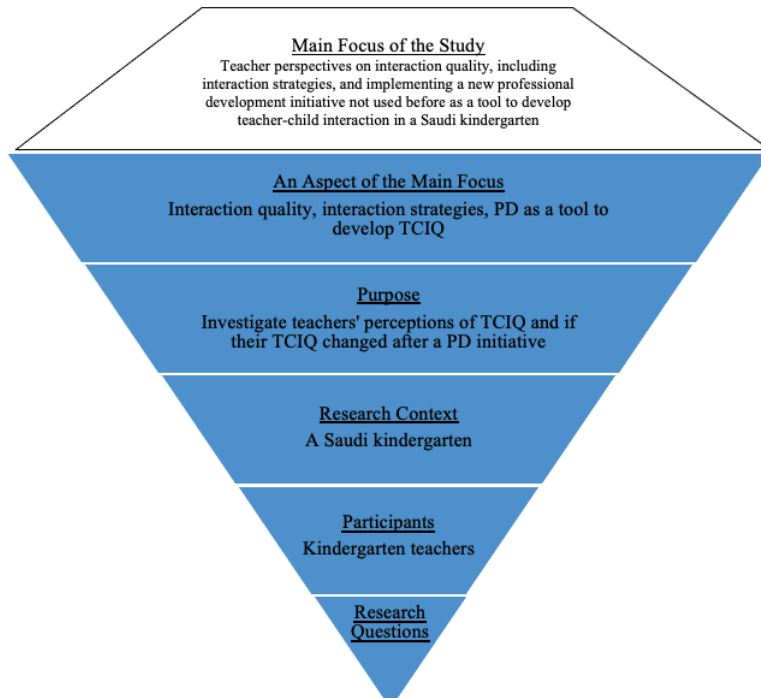 Main Focus of the Study
Teacher perspectives on interaction quality, including
interaction strategies, and implementing a new professional
development initiative not used before as a tool to develop
teacher-child interaction in a Saudi kindergarten
An Aspect of the Main Focus
Interaction quality, interaction strategies, PD as a tool to
develop TCIQ
Purpose
Investigate teachers' perceptions of TCIQ and if
their TCIQ changed after a PD initiative
Research Context
A Saudi kindergarten
Participants
Kindergarten teachers
Research
Questions